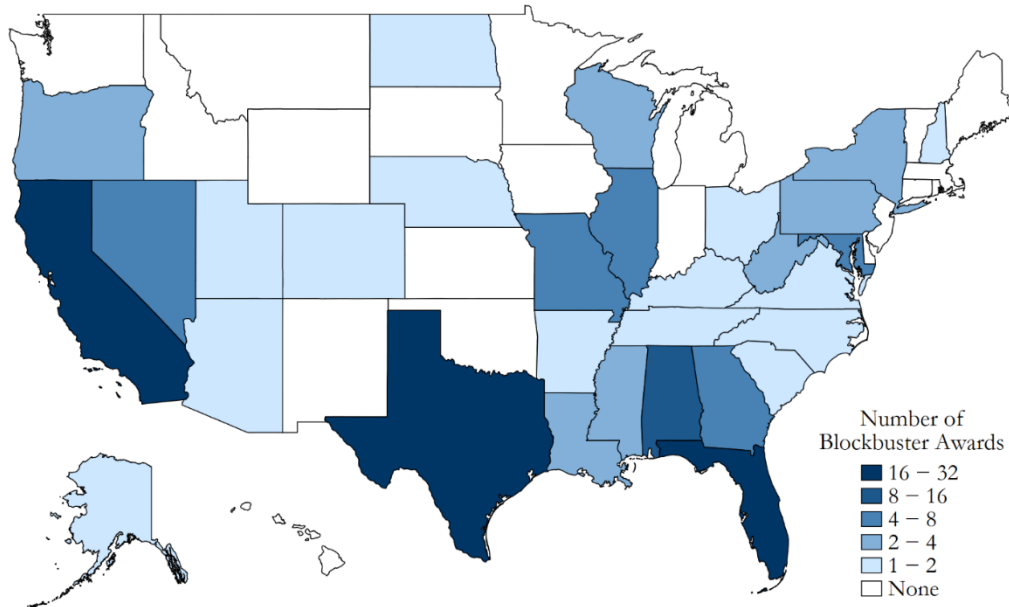 Number of
Blockbuster Awards
16 − 32
8 − 16
4 − 8
2 − 4
1 − 2
None